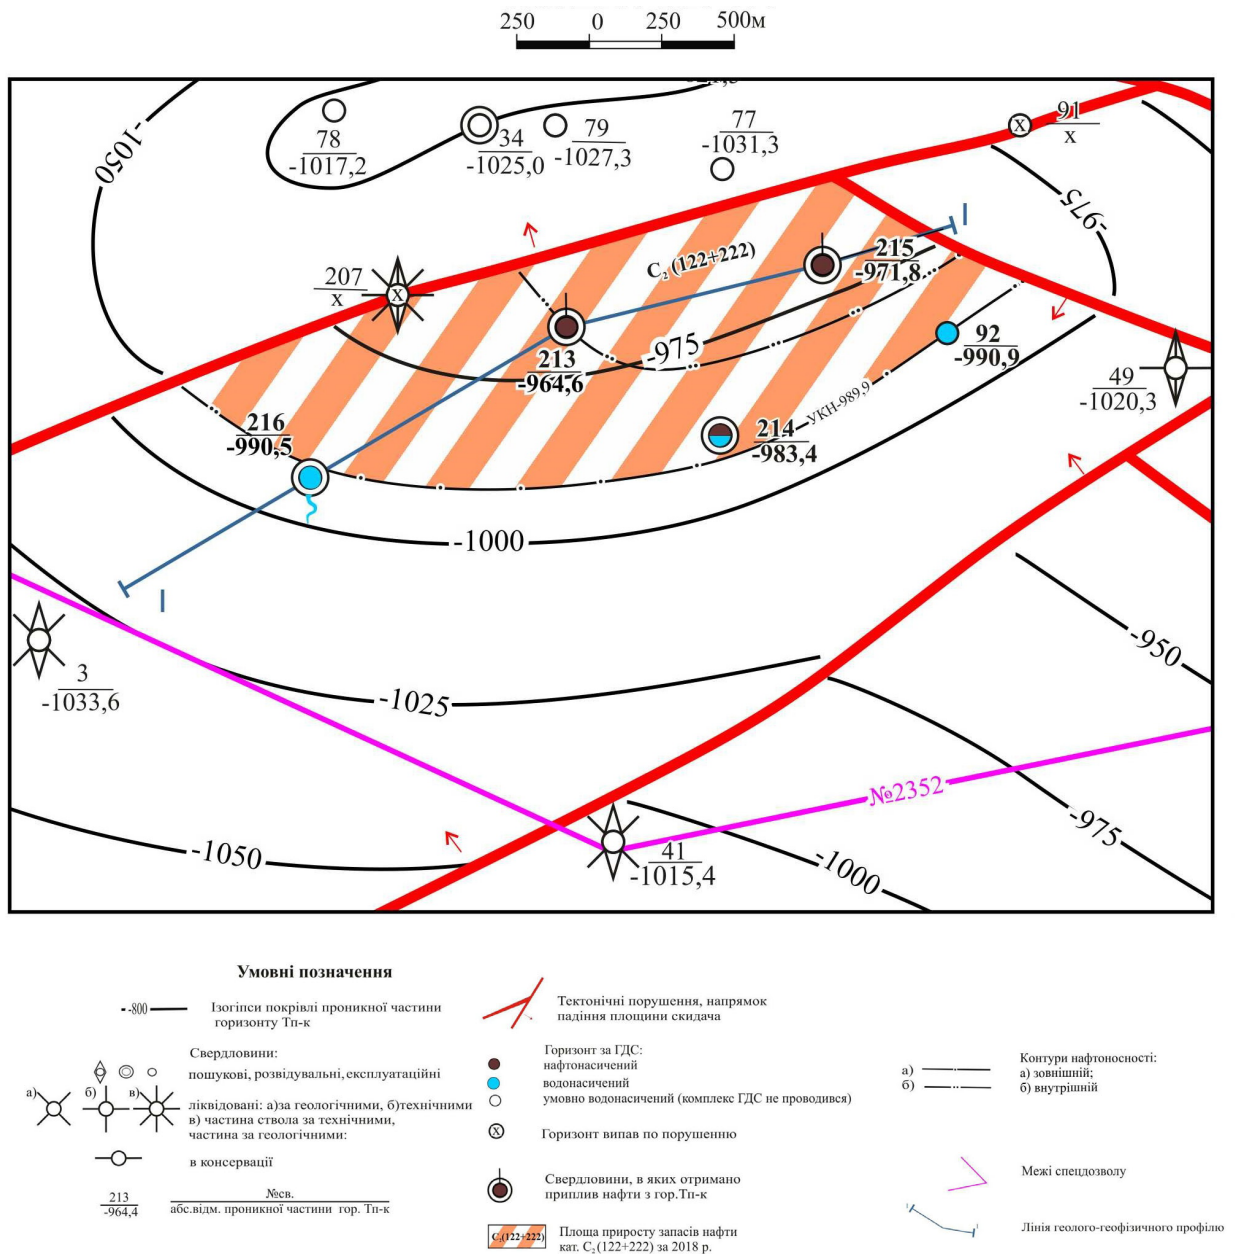 250 0 250 500м
-1050
78
-1017,2
34
-1025,0
79
-1027,3
77
-1031,3
91
x
-975
207
x
X
X
C₂ (122+222)
I
215
-971,8
213
-964,6
-975
92
-990,9
49
-1020,3
216
-990,5
УКН-989,9
214
-983,4
-1000
I
3
-1033,6
-1025
-950
№2352
-975
-1050
41
-1015,4
-1000
Умовні позначення
-800 Ізогіпси покрівлі проникної частини
горизонту Тп-к
Свердловини:
пошукові, розвідувальні, експлуатаційні
а) б) в)
ліквідовані: а)за геологічними, б)технічними
в) частина ствола за технічними,
частина за геологічними:
в консервації
213
-964,4
№св.
абс.відм. проникної частини гор. Тп-к
Тектонічні порушення, напрямок
падіння площини скидача
Горизонт за ГДС:
нафтонасичений
водонасичений
умовно водонасичений (комплекс ГДС не проводився)
X Горизонт випав по порушенню
Свердловини, в яких отримано
приплив нафти з гор.Тп-к
C₂(122+222) Площа приросту запасів нафти
кат. C₂(122+222) за 2018 р.
Контури нафтоносності:
а) а) зовнішній;
б) б) внутрішній
Межі спецдозволу
Лінія геолого-геофізичного профілю